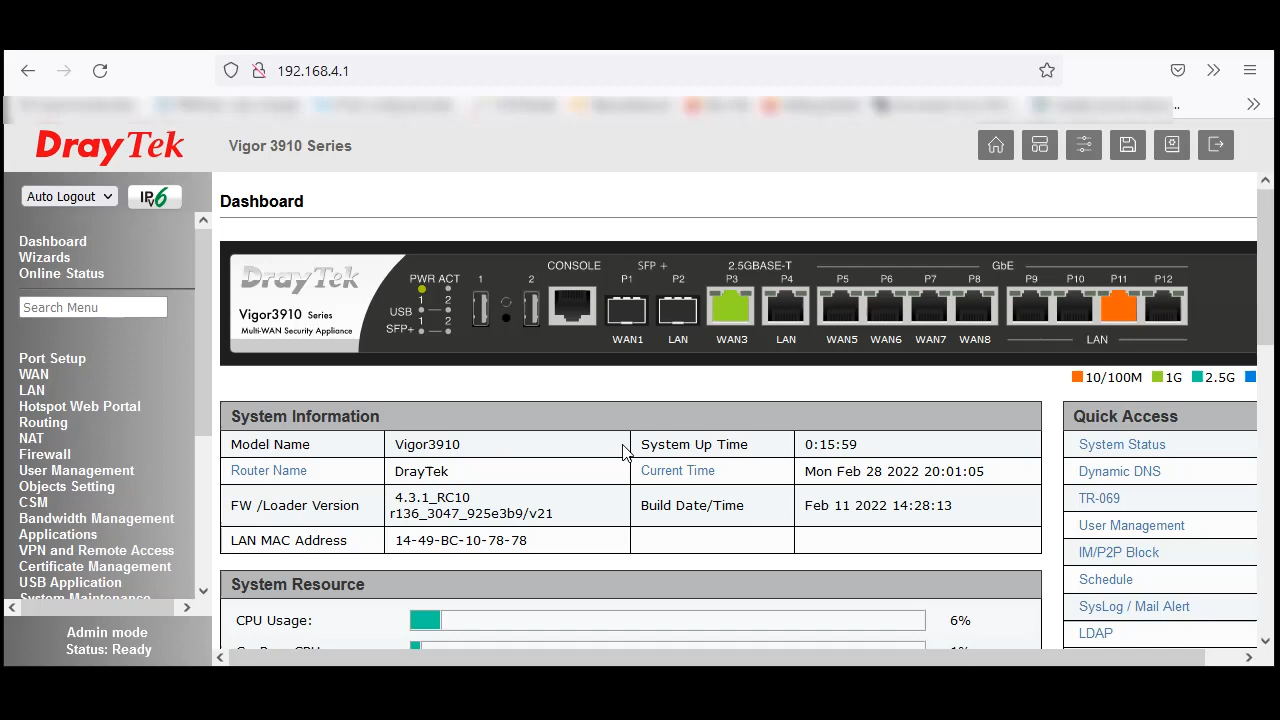 192.168.4.1
DrayTek
Vigor 3910 Series
Auto Logout
IPv6
Dashboard
Wizards
Online Status
Search Menu
Port Setup
WAN
LAN
Hotspot Web Portal
Routing
NAT
Firewall
User Management
Objects Setting
CSM
Bandwidth Management
Applications
VPN and Remote Access
Certificate Management
USB Application
System Maintenance
Admin mode
Status: Ready
Dashboard
DrayTek
Vigor3910 Series
Multi-WAN Security Appliance
PWR ACT
1 2
USB
1 2
SFP+
1 2
CONSOLE
SFP +
2.5GBASE-T
GbE
P1 P2 P3 P4 P5 P6 P7 P8 P9 P10 P11 P12
WAN1 LAN WAN3 LAN WAN5 WAN6 WAN7 WAN8 LAN
10/100M 1G 2.5G
System Information
Model Name Vigor3910 System Up Time 0:15:59
Router Name DrayTek Current Time Mon Feb 28 2022 20:01:05
FW /Loader Version 4.3.1_RC10
r136_3047_925e3b9/v21 Build Date/Time Feb 11 2022 14:28:13
LAN MAC Address 14-49-BC-10-78-78
System Resource
CPU Usage: 6%
Quick Access
System Status
Dynamic DNS
TR-069
User Management
IM/P2P Block
Schedule
SysLog / Mail Alert
LDAP